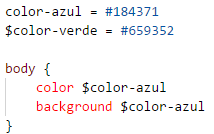 color-azul = #184371
$color-verde = #659352

body {
    color $color-azul
    background $color-azul
}